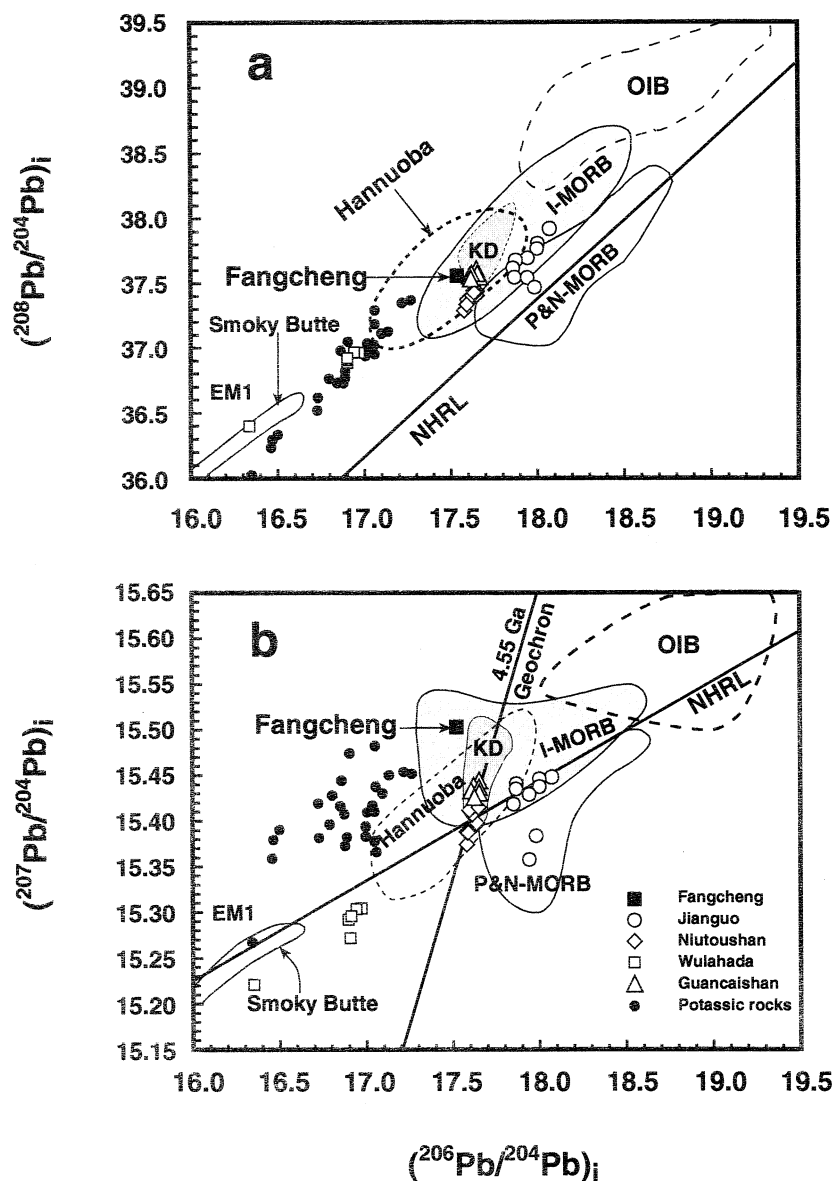 a
39.5
39.0
38.5
38.0
37.5
37.0
36.5
36.0
(²⁰⁸Pb/²⁰⁴Pb)i
OIB
Hannuoba
I-MORB
KD
Fangcheng
P&N-MORB
Smoky Butte
EM1
NHRL
16.0 16.5 17.0 17.5 18.0 18.5 19.0 19.5
b
15.65
15.60
15.55
15.50
15.45
15.40
15.35
15.30
15.25
15.20
15.15
(²⁰⁷Pb/²⁰⁴Pb)i
4.55 Ga
Geochron
OIB
NHRL
Fangcheng
KD
I-MORB
Hannuoba
P&N-MORB
EM1
Smoky Butte
Fangcheng
Jianguo
Niutoushan
Wulahada
Guancaishan
Potassic rocks
16.0 16.5 17.0 17.5 18.0 18.5 19.0 19.5
(²⁰⁶Pb/²⁰⁴Pb)i